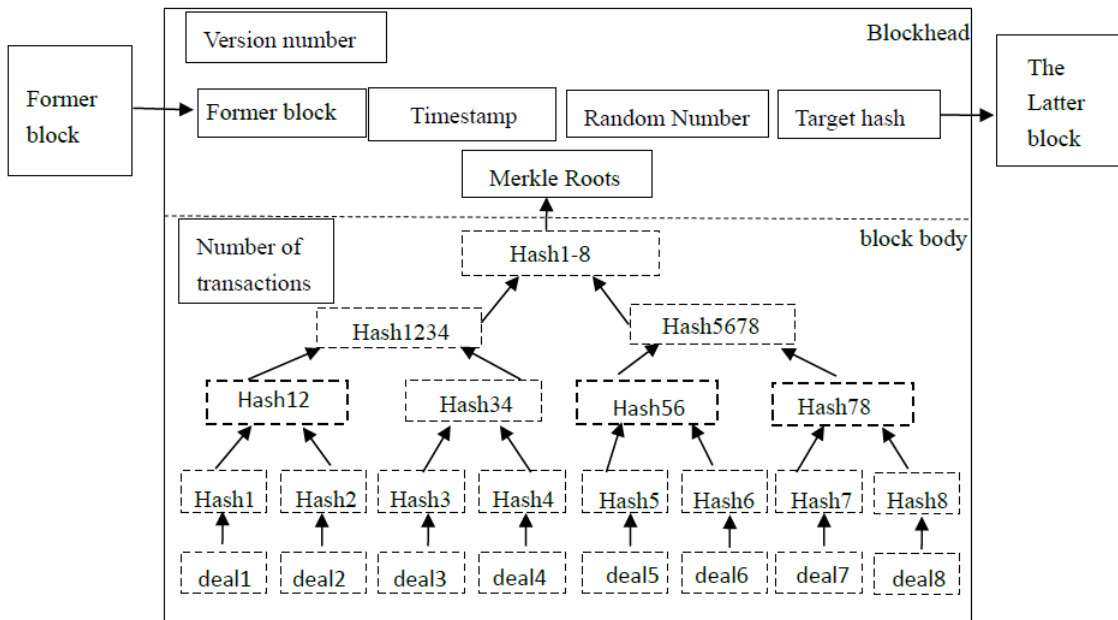 Version number
Blockhead
Former
block
Former block
Timestamp
Random Number
Target hash
The
Latter
block
Merkle Roots
block body
Number of
transactions
Hash1-8
Hash1234
Hash5678
Hash12
Hash34
Hash56
Hash78
Hash1
Hash2
Hash3
Hash4
Hash5
Hash6
Hash7
Hash8
deal1
deal2
deal3
deal4
deal5
deal6
deal7
deal8